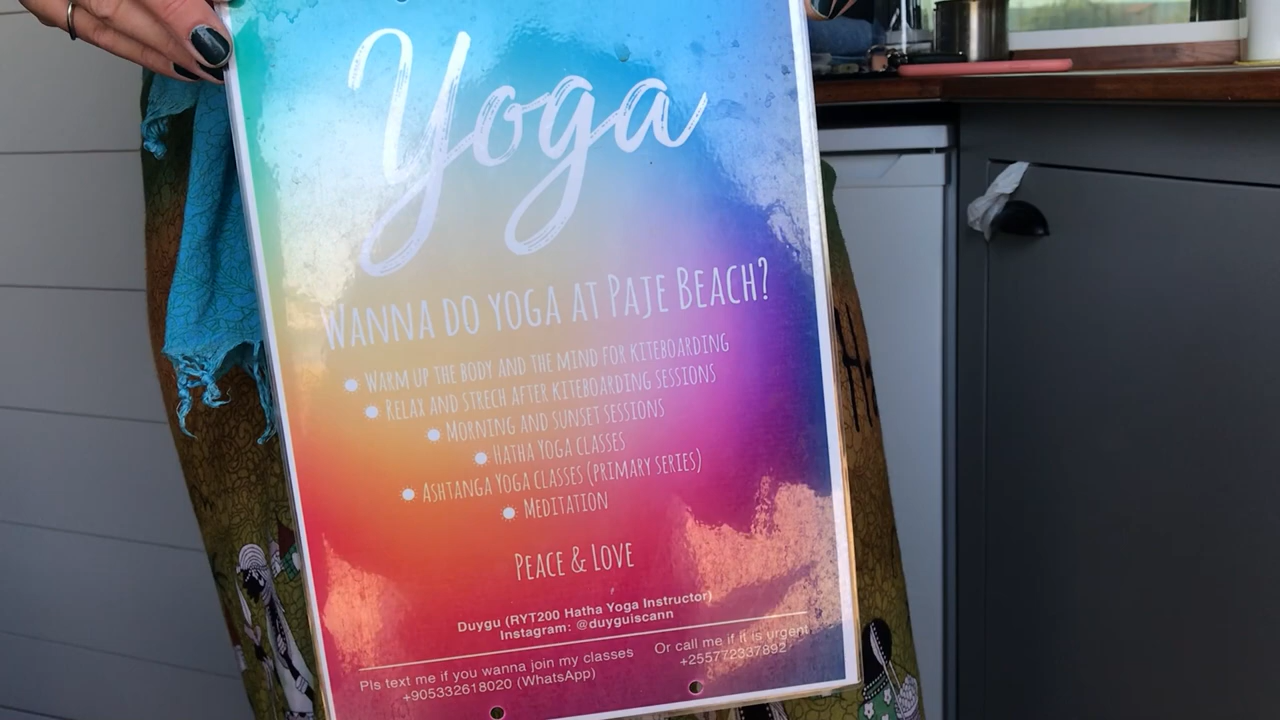 Yoga
WANNA DO YOGA AT PAJE BEACH?
WARM UP THE BODY AND THE MIND FOR KITEBOARDING
RELAX AND STRECH AFTER KITEBOARDING SESSIONS
MORNING AND SUNSET SESSIONS
HATHA YOGA CLASSES
ASHTANGA YOGA CLASSES (PRIMARY SERIES)
MEDITATION
PEACE & LOVE
Duygu (RYT200 Hatha Yoga Instructor)
Instagram: @duyguiscann
Pls text me if you wanna join my classes
+905332618020 (WhatsApp)
Or call me if it is urgent
+255772337892